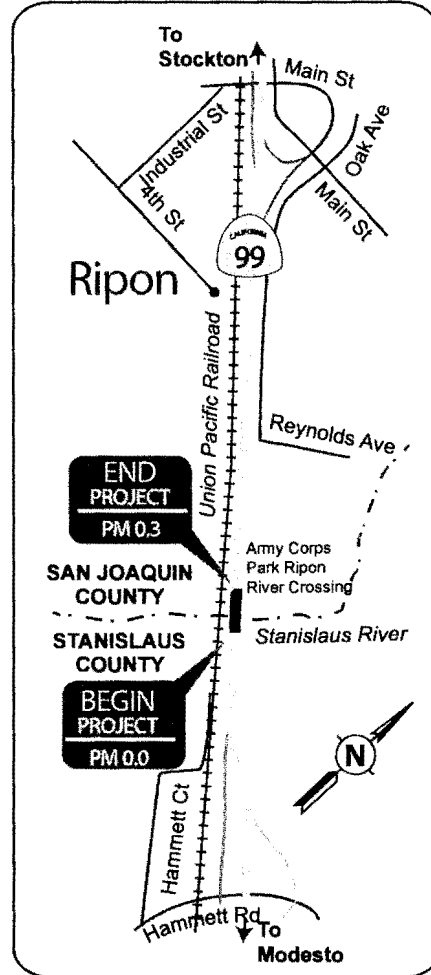 To
Stockton
Main St
Industrial St
Oak Ave
4th St
Main St
CALIFORNIA
99
Ripon
Union Pacific Railroad
Reynolds Ave
END
PROJECT
PM 0.3
Army Corps
Park Ripon
River Crossing
SAN JOAQUIN
COUNTY
Stanislaus River
STANISLAUS
COUNTY
BEGIN
PROJECT
PM 0.0
N
Hammett Ct
Hammett Rd
To
Modesto